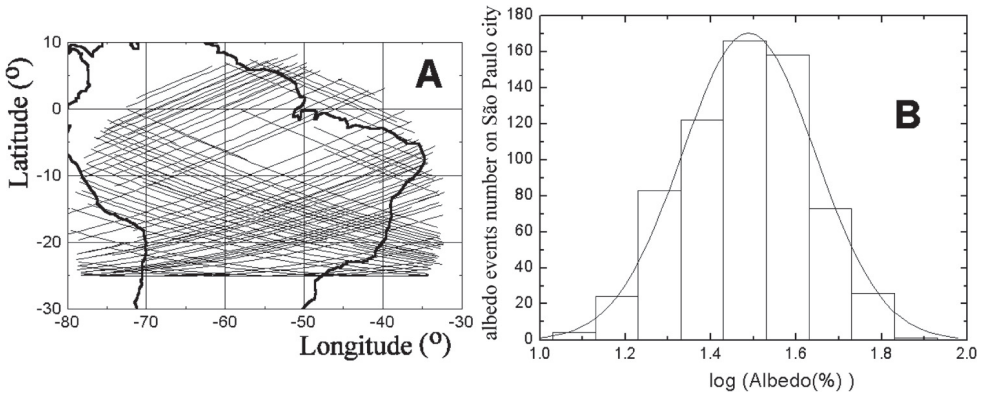 A
Latitude (º)
10
0
-10
-20
-30
-80 -70 -60 -50 -40 -30
Longitude (º)
B
albedo events number on São Paulo city
180
160
140
120
100
80
60
40
20
0
1.0 1.2 1.4 1.6 1.8 2.0
log (Albedo(%) )